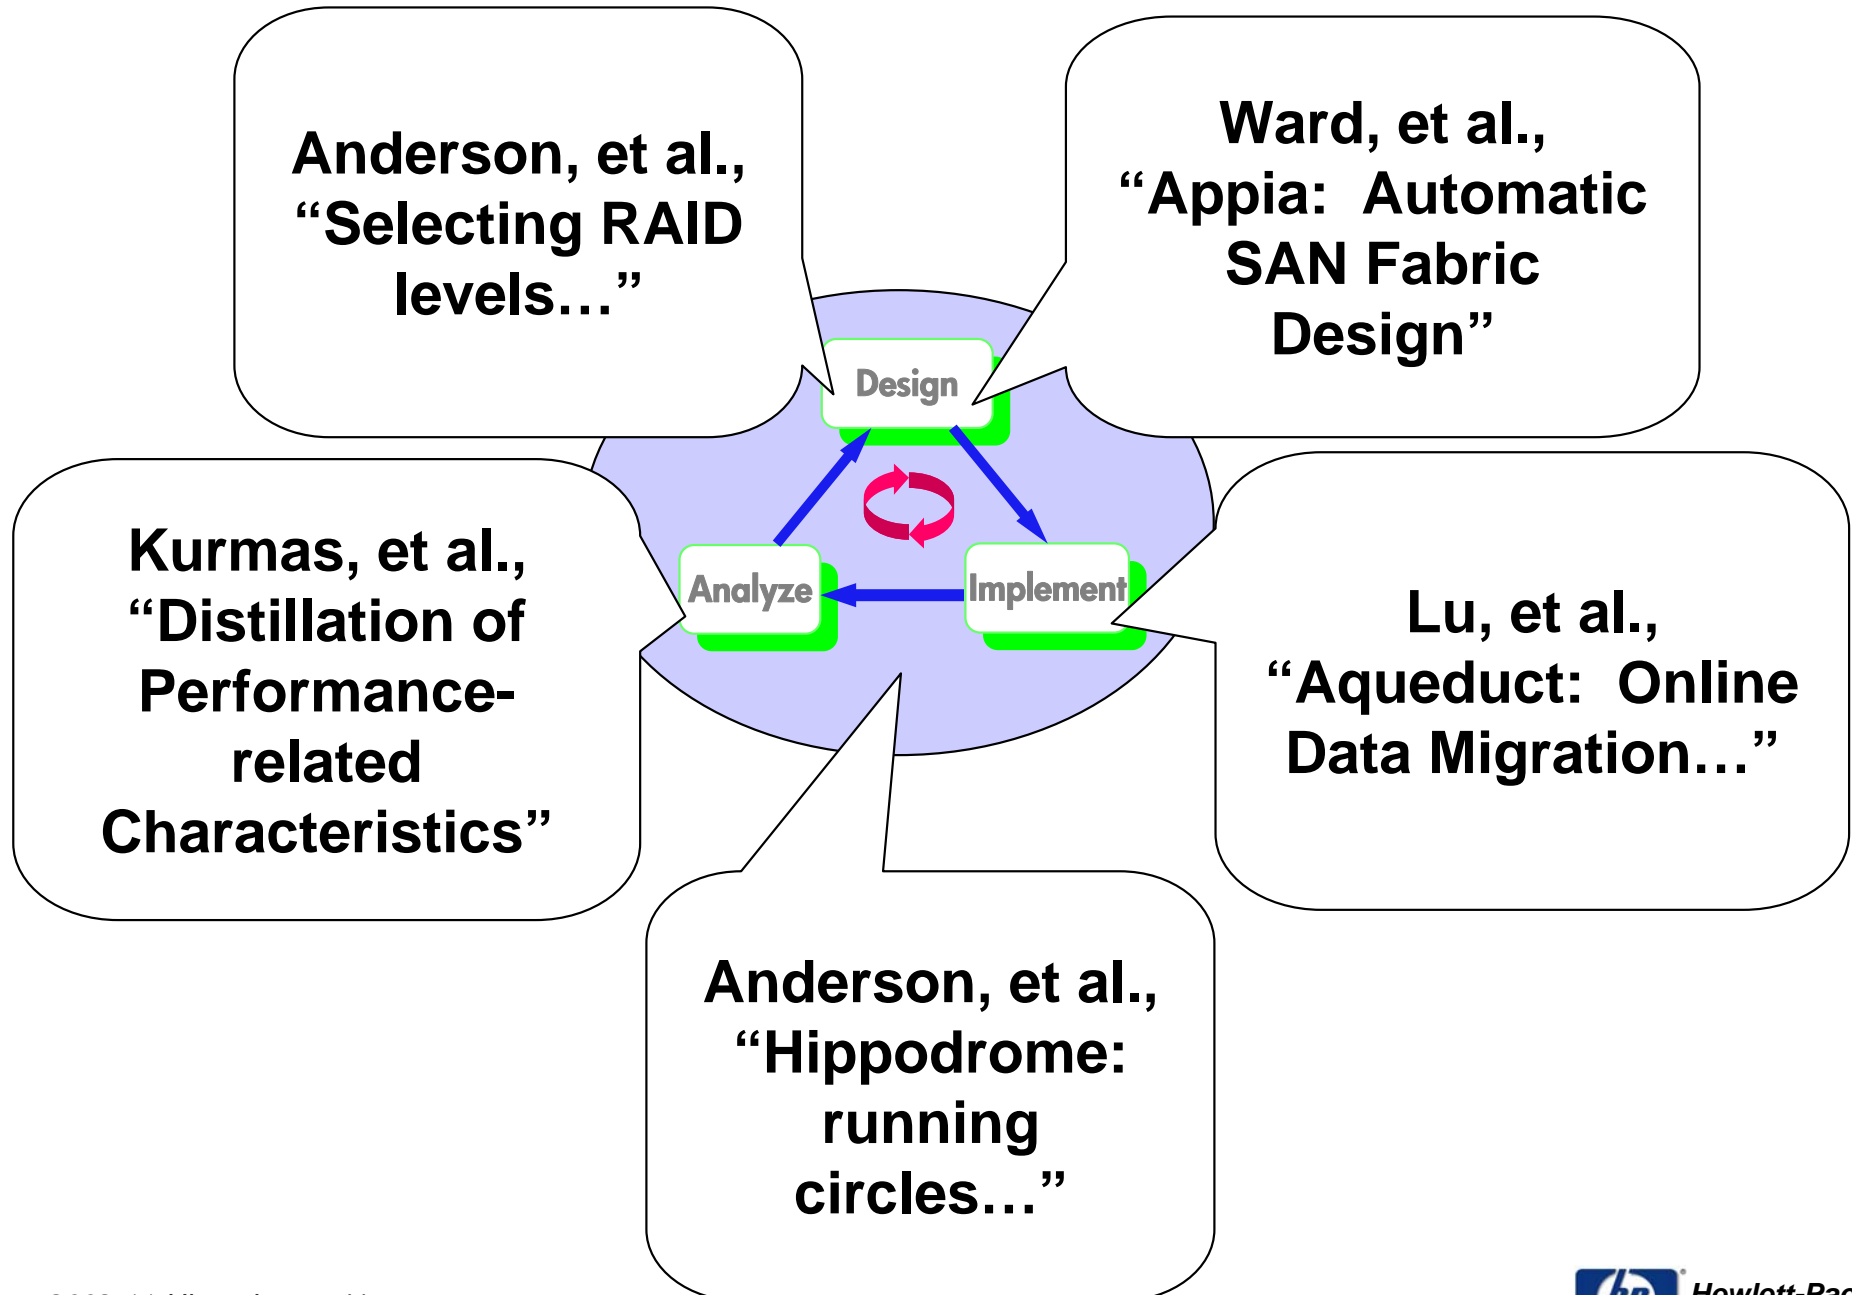 Anderson, et al.,
“Selecting RAID
levels…”
Ward, et al.,
“Appia:  Automatic
SAN Fabric
Design”
Design
Analyze
Implement
Kurmas, et al.,
“Distillation of
Performance-
related
Characteristics”
Lu, et al.,
“Aqueduct:  Online
Data Migration…”
Anderson, et al.,
“Hippodrome:
running
circles…”
hp